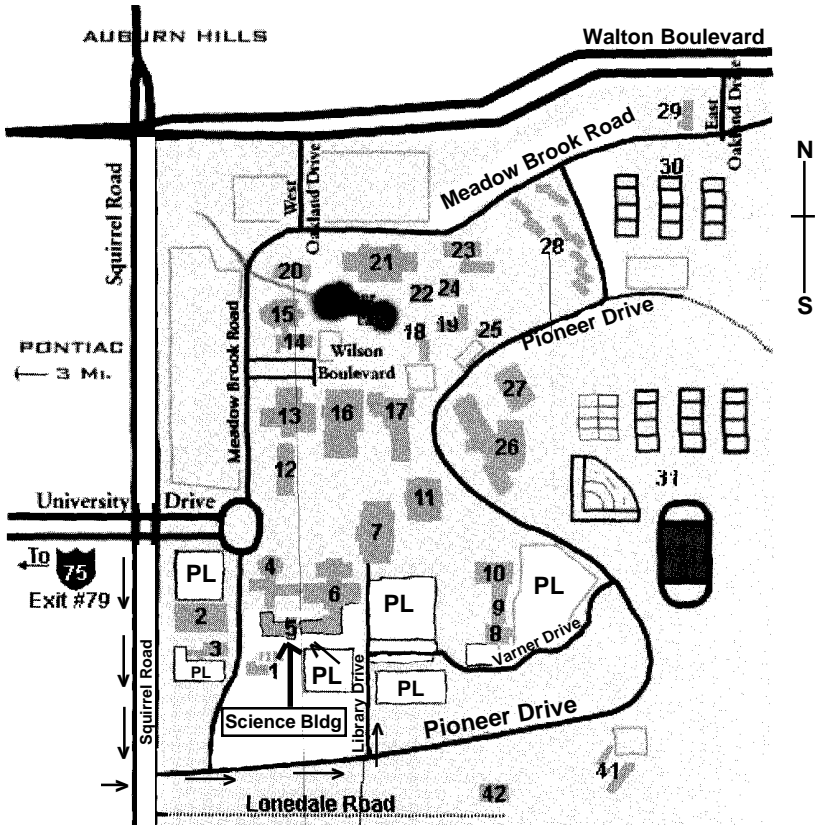 AUBURN HILLS
Walton Boulevard
29
East
Oakland Drive
N
S
30
Squirrel Road
West
Oakland Drive
Meadow Brook Road
23
28
20
21
22
24
15
18
19
25
Pioneer Drive
14
Wilson
Boulevard
PONTIAC
3 MI.
Meadow Brook Road
13
16
17
27
26
12
11
31
University Drive
7
To
75
Exit #79
PL
4
6
PL
10
PL
2
9
5
8
Varner Drive
3
PL
1
PL
PL
Squirrel Road
Science Bldg
Library Drive
Pioneer Drive
41
42
Lonedale Road